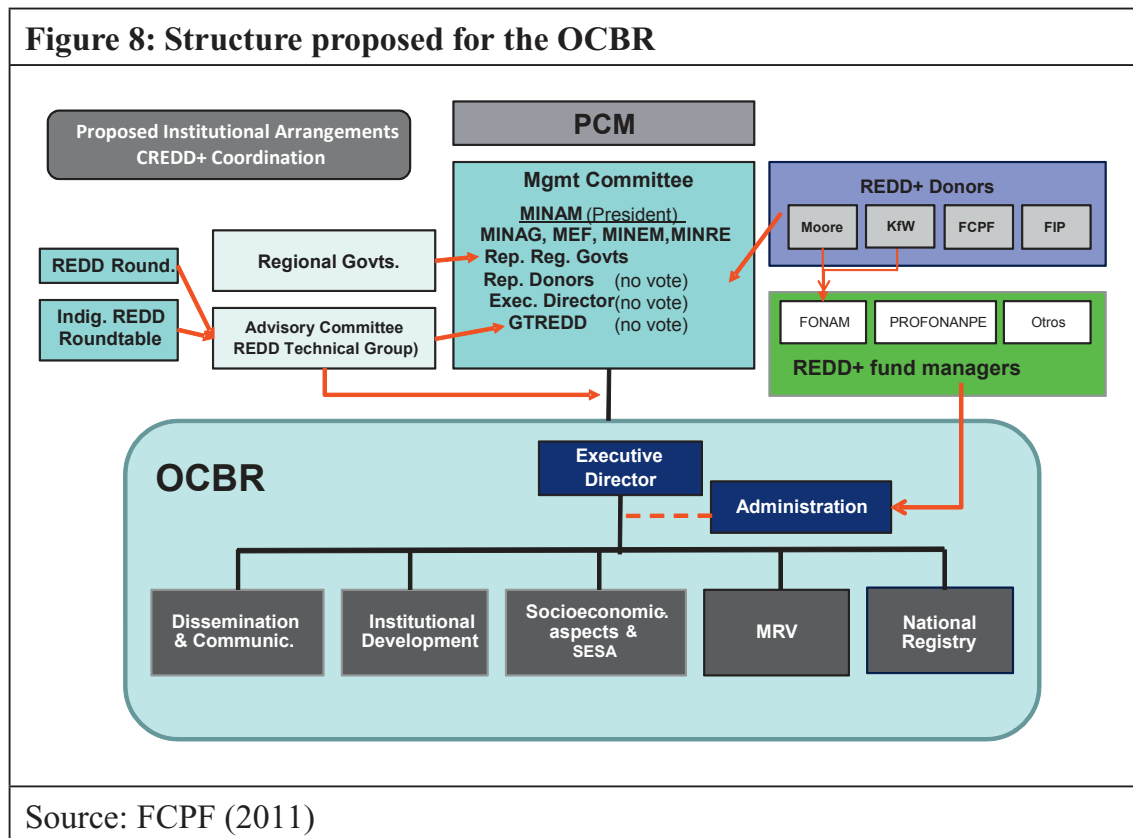 Figure 8: Structure proposed for the OCBR
Proposed Institutional Arrangements
CREDD+ Coordination
PCM
Mgmt Committee
MINAM (President)
MINAG, MEF, MINEM,MINRE
Rep. Reg. Govts
Rep. Donors (no vote)
Exec. Director(no vote)
GTREDD (no vote)
REDD+ Donors
Moore
KfW
FCPF
FIP
REDD Round.
Indig. REDD
Roundtable
Regional Govts.
Advisory Committee
REDD Technical Group)
FONAM
PROFONANPE
Otros
REDD+ fund managers
OCBR
Executive
Director
Administration
Dissemination
& Communic.
Institutional
Development
Socioeconomic.
aspects &
SESA
MRV
National
Registry
Source: FCPF (2011)